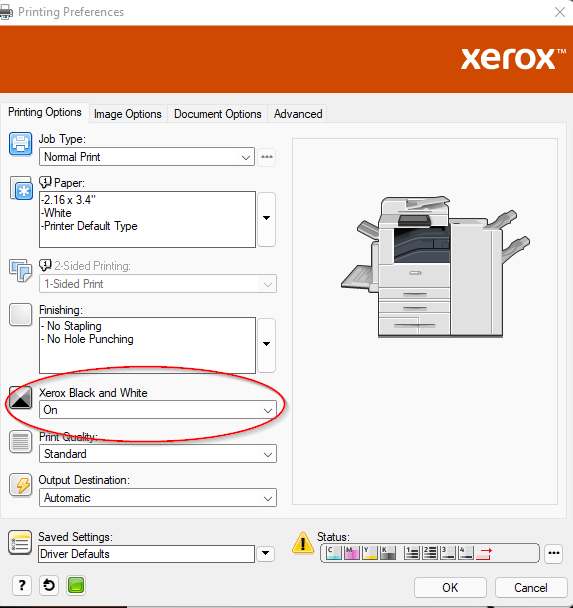 Printing Preferences
xerox™
Printing Options
Image Options
Document Options
Advanced
Job Type:
Normal Print
Paper:
-2.16 x 3.4"
-White
-Printer Default Type
2-Sided Printing:
1-Sided Print
Finishing:
- No Stapling
- No Hole Punching
Xerox Black and White
On
Print Quality:
Standard
Output Destination:
Automatic
Saved Settings:
Driver Defaults
Status:
C M Y K 1 2 3 4
?
OK
Cancel